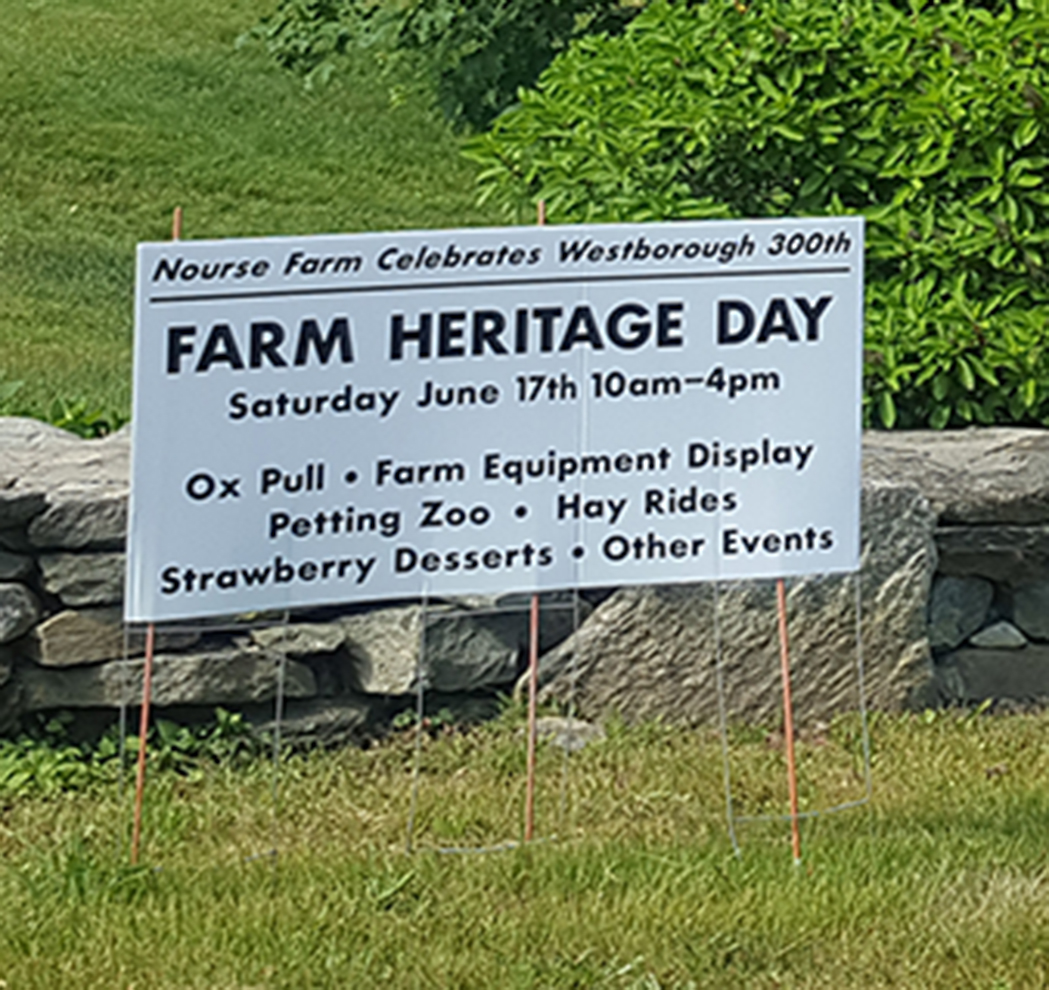 Nourse Farm Celebrates Westborough 300th
FARM HERITAGE DAY
Saturday June 17th 10am-4pm
Ox Pull • Farm Equipment Display
Petting Zoo • Hay Rides
Strawberry Desserts • Other Events